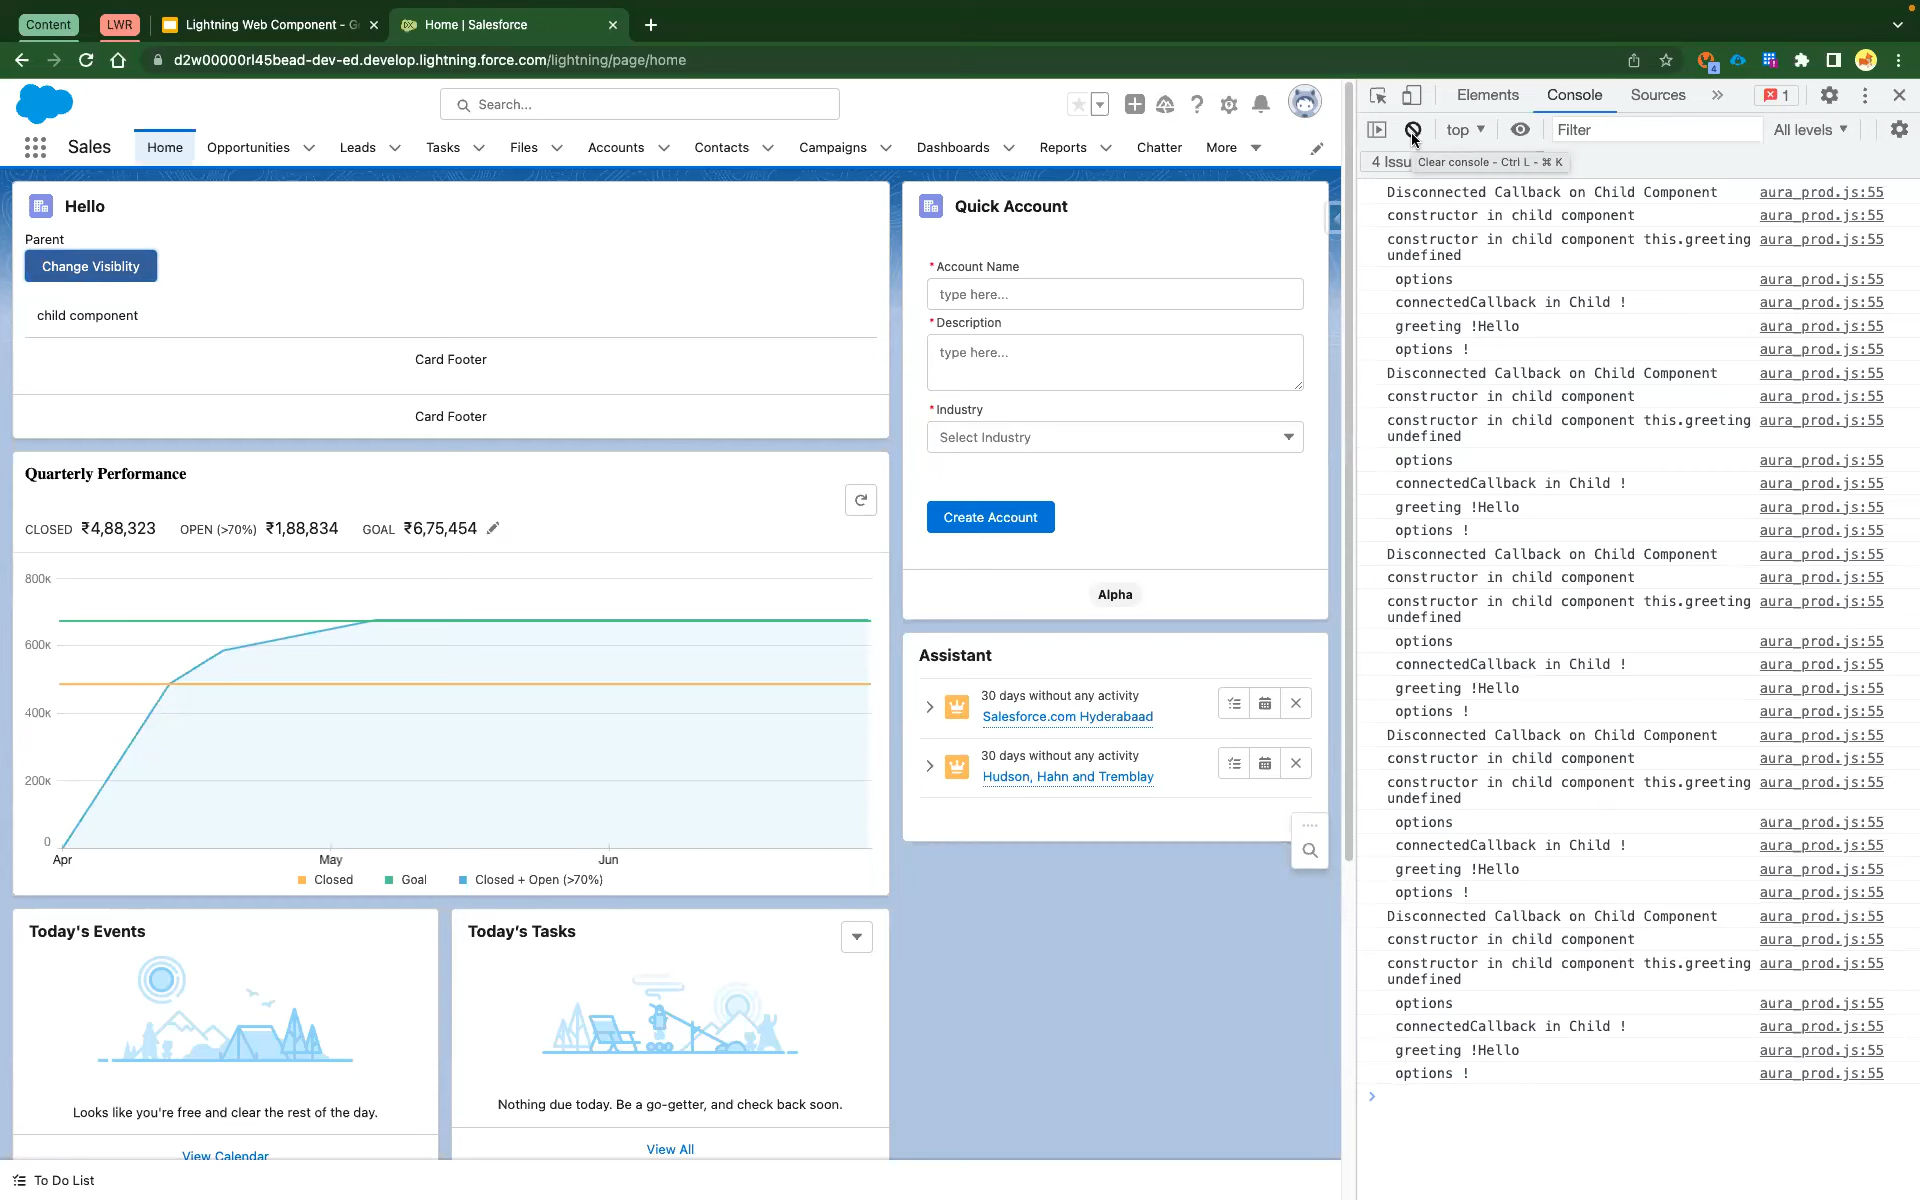 Content
LWR
Lightning Web Component - G
Home | Salesforce
d2w00000rl45bead-dev-ed.develop.lightning.force.com/lightning/page/home
4
Search...
Sales
Home
Opportunities
Leads
Tasks
Files
Accounts
Contacts
Campaigns
Dashboards
Reports
Chatter
More
Hello
Parent
Change Visiblity
child component
Card Footer
Card Footer
Quarterly Performance
CLOSED ₹4,88,323 OPEN (>70%) ₹1,88,834 GOAL ₹6,75,454
800K
600K
400K
200K
0
Apr
May
Jun
Closed
Goal
Closed + Open (>70%)
Today's Events
Looks like you're free and clear the rest of the day.
View Calendar
Today's Tasks
Nothing due today. Be a go-getter, and check back soon.
View All
To Do List
Quick Account
* Account Name
type here...
* Description
type here...
* Industry
Select Industry
Create Account
Alpha
Assistant
30 days without any activity
Salesforce.com Hyderabaad
30 days without any activity
Hudson, Hahn and Tremblay
Elements
Console
Sources
1
top
Filter
All levels
4 Issu
Clear console - Ctrl L - ⌘ K
Disconnected Callback on Child Component aura_prod.js:55
constructor in child component aura_prod.js:55
constructor in child component this.greeting aura_prod.js:55
undefined
options aura_prod.js:55
connectedCallback in Child ! aura_prod.js:55
greeting !Hello aura_prod.js:55
options ! aura_prod.js:55
Disconnected Callback on Child Component aura_prod.js:55
constructor in child component aura_prod.js:55
constructor in child component this.greeting aura_prod.js:55
undefined
options aura_prod.js:55
connectedCallback in Child ! aura_prod.js:55
greeting !Hello aura_prod.js:55
options ! aura_prod.js:55
Disconnected Callback on Child Component aura_prod.js:55
constructor in child component aura_prod.js:55
constructor in child component this.greeting aura_prod.js:55
undefined
options aura_prod.js:55
connectedCallback in Child ! aura_prod.js:55
greeting !Hello aura_prod.js:55
options ! aura_prod.js:55
Disconnected Callback on Child Component aura_prod.js:55
constructor in child component aura_prod.js:55
constructor in child component this.greeting aura_prod.js:55
undefined
options aura_prod.js:55
connectedCallback in Child ! aura_prod.js:55
greeting !Hello aura_prod.js:55
options ! aura_prod.js:55
Disconnected Callback on Child Component aura_prod.js:55
constructor in child component aura_prod.js:55
constructor in child component this.greeting aura_prod.js:55
undefined
options aura_prod.js:55
connectedCallback in Child ! aura_prod.js:55
greeting !Hello aura_prod.js:55
options ! aura_prod.js:55